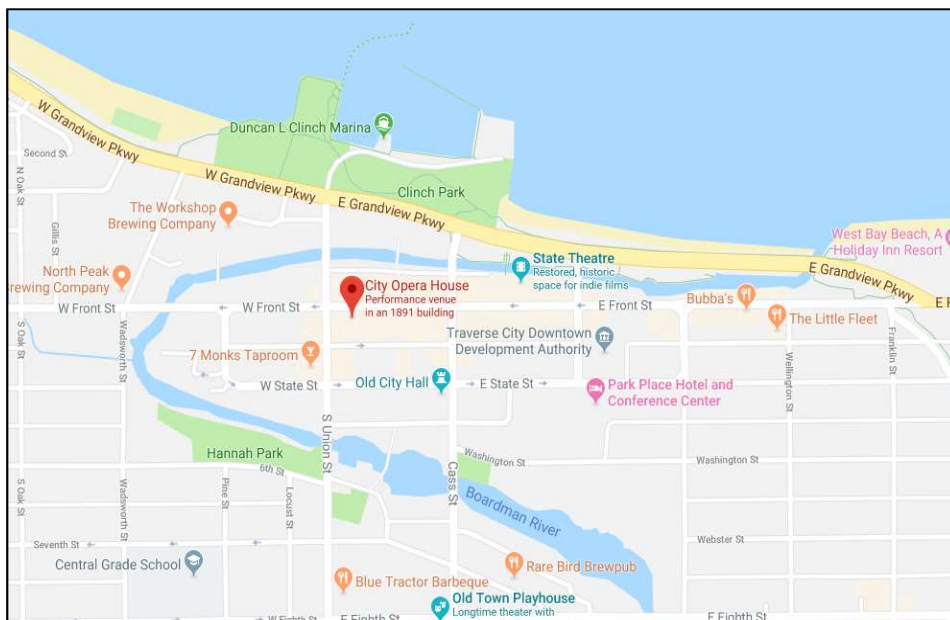 W Grandview Pkwy
Second St
N Oak St
Gillis St
Duncan L Clinch Marina
W Grandview Pkwy
Clinch Park
E Grandview Pkwy
The Workshop
Brewing Company
West Bay Beach, A
Holiday Inn Resort
State Theatre
Restored, historic
space for indie films
E Grandview Pkwy
North Peak
Brewing Company
City Opera House
Performance venue
in an 1891 building
W Front St
W Front St
E Front St
Bubba's
The Little Fleet
S Oak St
Wadsworth St
Traverse City Downtown
Development Authority
Franklin St
7 Monks Taproom
W State St
Old City Hall
E State St
Park Place Hotel and
Conference Center
Wellington St
S Union St
Hannah Park
6th St
Cass St
Washington St
Washington St
S Oak St
Wadsworth St
Pine St
Locust St
Boardman River
Seventh St
Webster St
Central Grade School
Blue Tractor Barbeque
Rare Bird Brewpub
Old Town Playhouse
Longtime theater with
W Eighth St
E Eighth St
E Eighth St